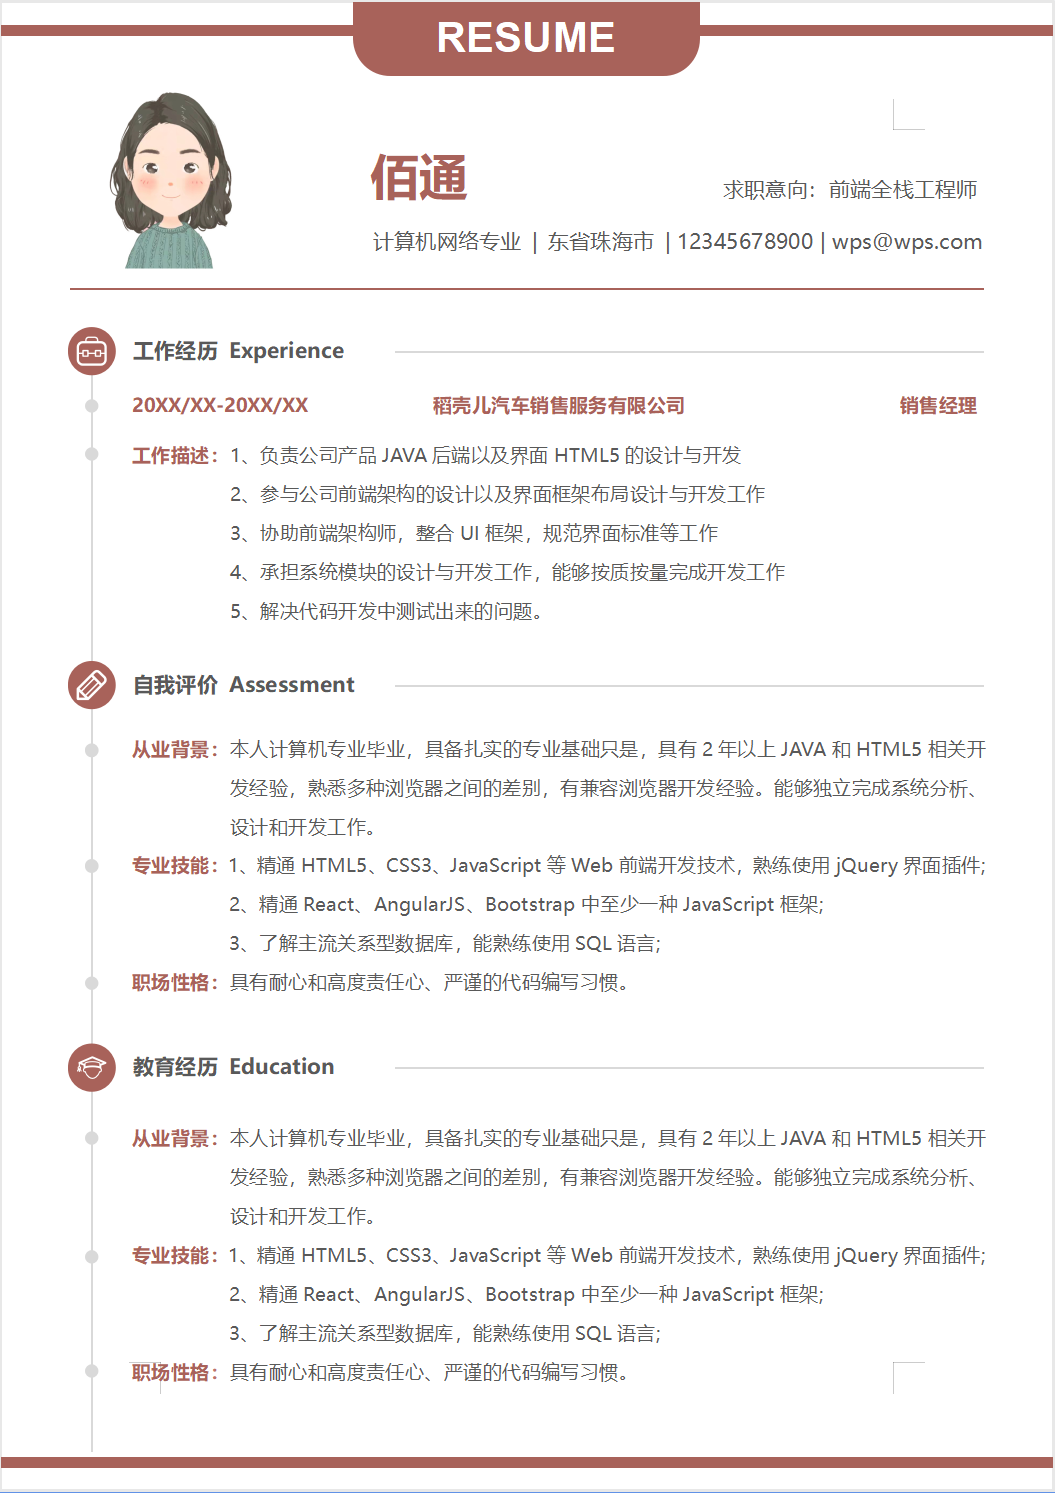 RESUME
佰通
求职意向：前端全栈工程师
计算机网络专业 | 东省珠海市 | 12345678900 | wps@wps.com
工作经历 Experience
20XX/XX-20XX/XX 稻壳儿汽车销售服务有限公司 销售经理
工作描述：1、负责公司产品 JAVA 后端以及界面 HTML5 的设计与开发
2、参与公司前端架构的设计以及界面框架布局设计与开发工作
3、协助前端架构师，整合 UI 框架，规范界面标准等工作
4、承担系统模块的设计与开发工作，能够按质按量完成开发工作
5、解决代码开发中测试出来的问题。
自我评价 Assessment
从业背景：本人计算机专业毕业，具备扎实的专业基础只是，具有 2 年以上 JAVA 和 HTML5 相关开
发经验，熟悉多种浏览器之间的差别，有兼容浏览器开发经验。能够独立完成系统分析、
设计和开发工作。
专业技能：1、精通 HTML5、CSS3、JavaScript 等 Web 前端开发技术，熟练使用 jQuery 界面插件;
2、精通 React、AngularJS、Bootstrap 中至少一种 JavaScript 框架;
3、了解主流关系型数据库，能熟练使用 SQL 语言;
职场性格：具有耐心和高度责任心、严谨的代码编写习惯。
教育经历 Education
从业背景：本人计算机专业毕业，具备扎实的专业基础只是，具有 2 年以上 JAVA 和 HTML5 相关开
发经验，熟悉多种浏览器之间的差别，有兼容浏览器开发经验。能够独立完成系统分析、
设计和开发工作。
专业技能：1、精通 HTML5、CSS3、JavaScript 等 Web 前端开发技术，熟练使用 jQuery 界面插件;
2、精通 React、AngularJS、Bootstrap 中至少一种 JavaScript 框架;
3、了解主流关系型数据库，能熟练使用 SQL 语言;
职场性格：具有耐心和高度责任心、严谨的代码编写习惯。